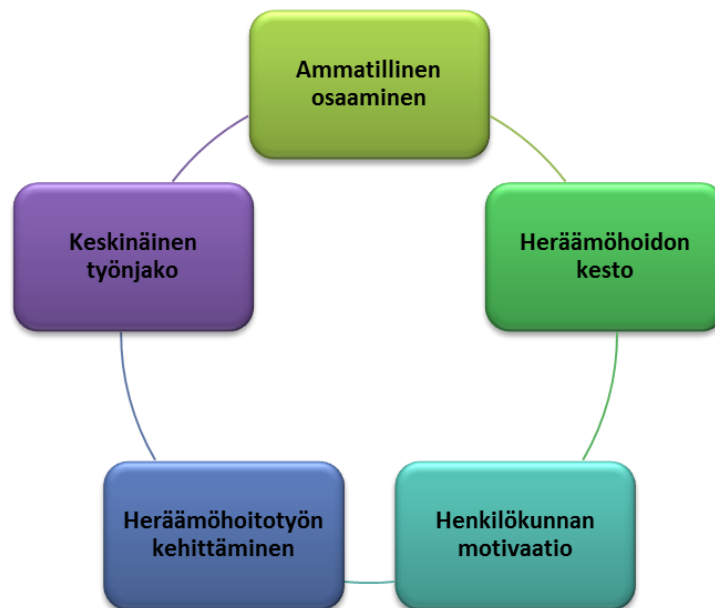 Ammatillinen
osaaminen
Heräämöhoidon
kesto
Henkilökunnan
motivaatio
Heräämöhoitotyön
kehittäminen
Keskinäinen
työnjako